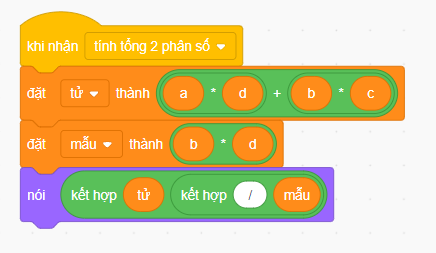 khi nhận tính tổng 2 phân số
đặt tử thành a * d + b * c
đặt mẫu thành b * d
nói kết hợp tử kết hợp / mẫu